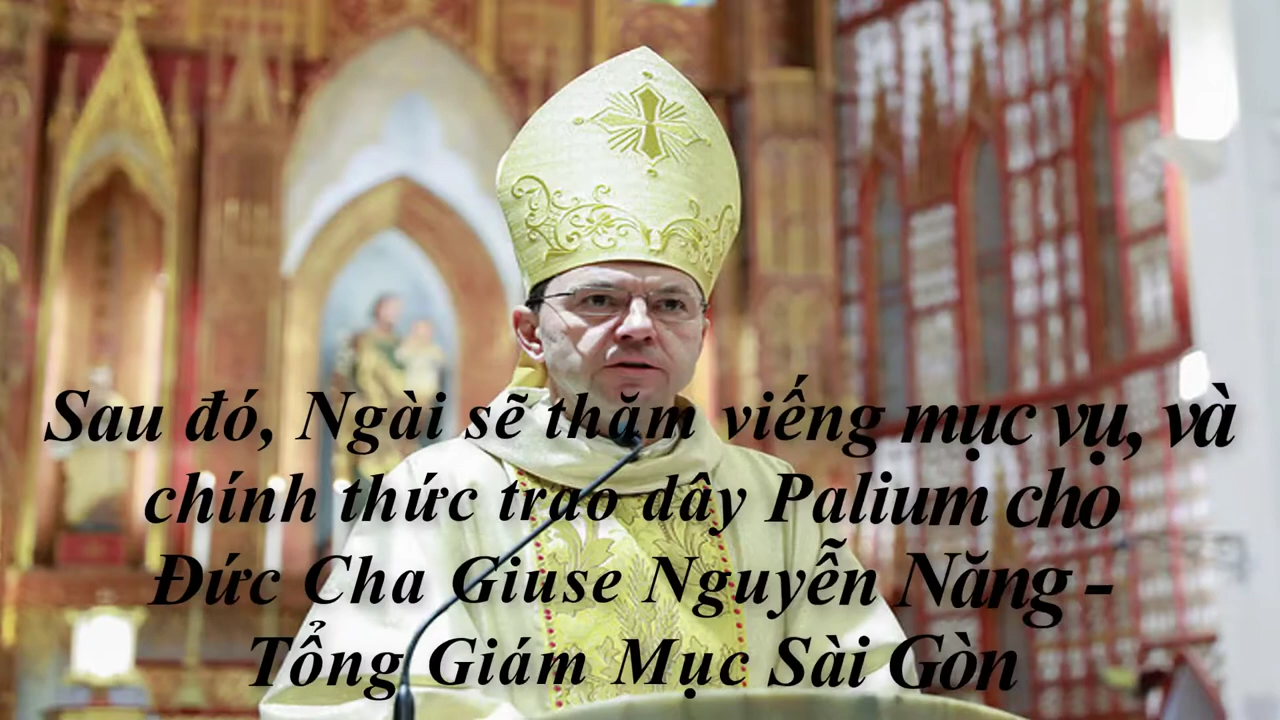 Sau đó, Ngài sẽ thăm viếng mục vụ, và
chính thức trao dây Palium cho
Đức Cha Giuse Nguyễn Năng -
Tổng Giám Mục Sài Gòn